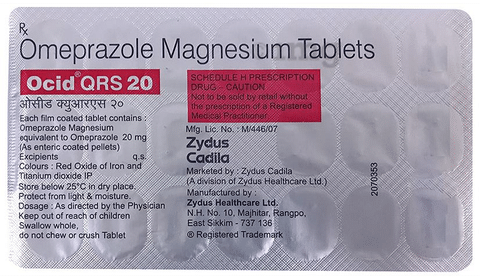 Rx
Omeprazole Magnesium Tablets
Ocid® QRS 20
ओसीड क्युआरएस २०
Each film coated tablet contains :
Omeprazole Magnesium
equivalent to Omeprazole 20 mg
(As enteric coated pellets)
Excipients q.s.
Colours : Red Oxide of Iron and
Titanium dioxide IP
Store below 25°C in dry place.
Protect from light & moisture.
Dosage : As directed by the Physician
Keep out of reach of children
Swallow whole,
do not chew or crush Tablet
SCHEDULE H PRESCRIPTION
DRUG – CAUTION
Not to be sold by retail without
the prescription of a Registered
Medical Practitioner
Mfg. Lic. No. : M/446/07
Zydus
Cadila
Marketed by : Zydus Cadila
(A division of Zydus Healthcare Ltd.)
Manufactured by :
Zydus Healthcare Ltd.
N.H. No. 10, Majhitar, Rangpo,
East Sikkim - 737 136
® Registered Trademark
2070353